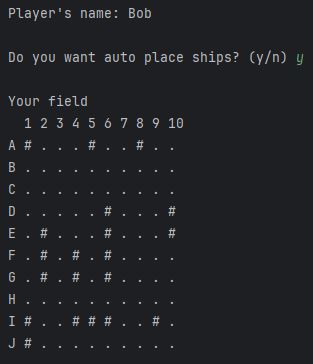 Player's name: Bob
Do you want auto place ships? (y/n) y
Your field
1 2 3 4 5 6 7 8 9 10
A # . . . # . . # . .
B . . . . . . . . . .
C . . . . . . . . . .
D . . . . . # . . . #
E . # . . . # . . . #
F . # . # . # . . . .
G . # . # . # . . . .
H . . . . . . . . . .
I # . . # # # . . # .
J # . . . . . . . . .